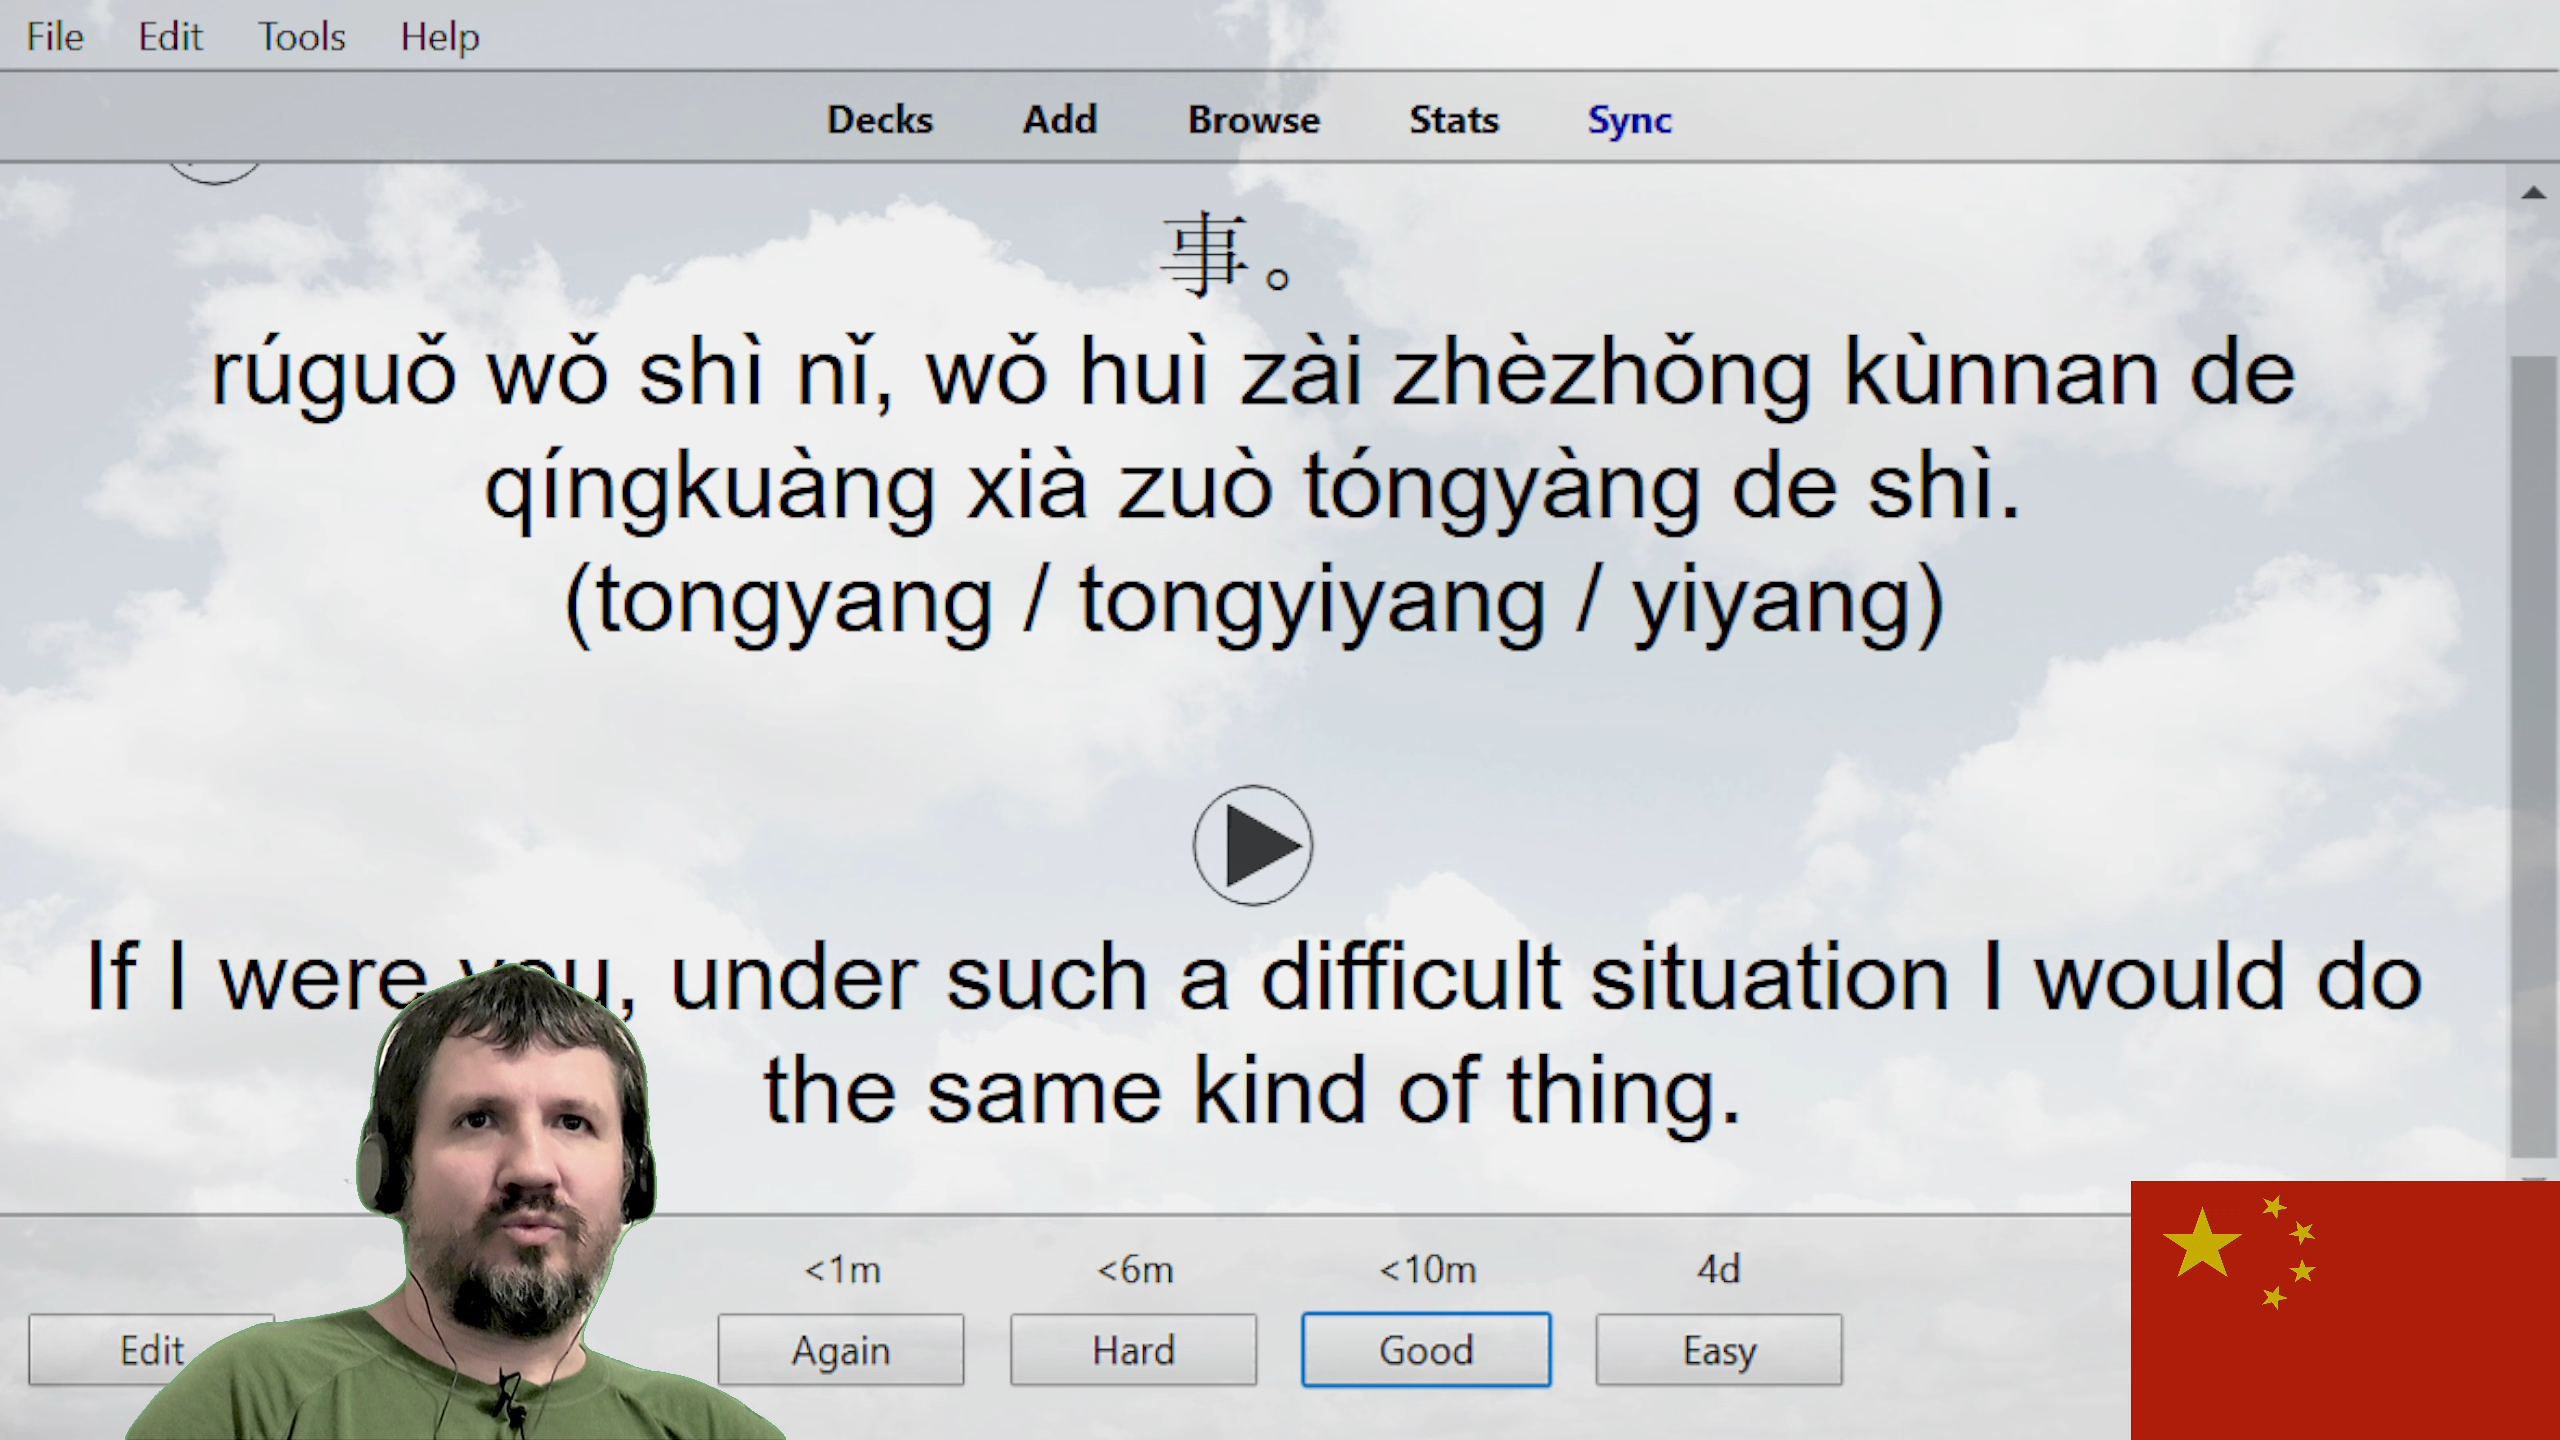 File Edit Tools Help
Decks Add Browse Stats Sync
事。
rúguǒ wǒ shì nǐ, wǒ huì zài zhèzhǒng kùnnan de
qíngkuàng xià zuò tóngyàng de shì.
(tongyang / tongyiyang / yiyang)
If I were you, under such a difficult situation I would do
the same kind of thing.
<1m <6m <10m 4d
Edit Again Hard Good Easy